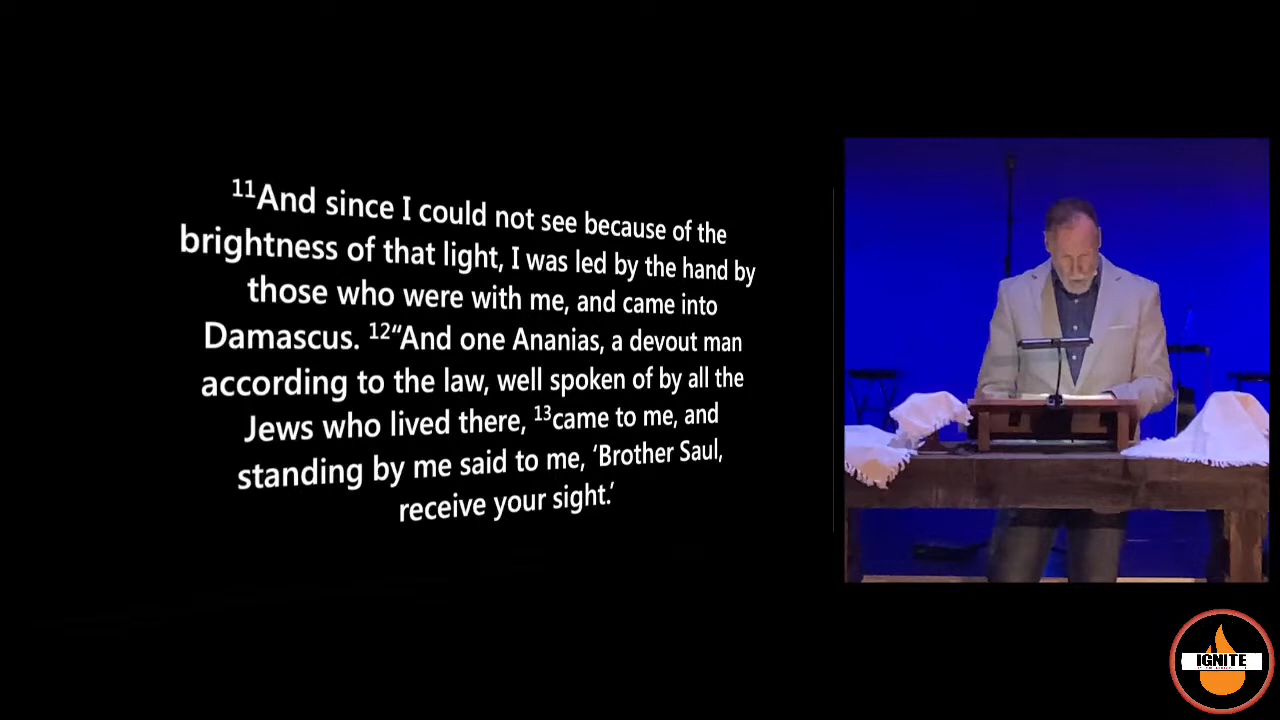 11And since I could not see because of the
brightness of that light, I was led by the hand by
those who were with me, and came into
Damascus. 12“And one Ananias, a devout man
according to the law, well spoken of by all the
Jews who lived there, 13came to me, and
standing by me said to me, ‘Brother Saul,
receive your sight.’
IGNITE